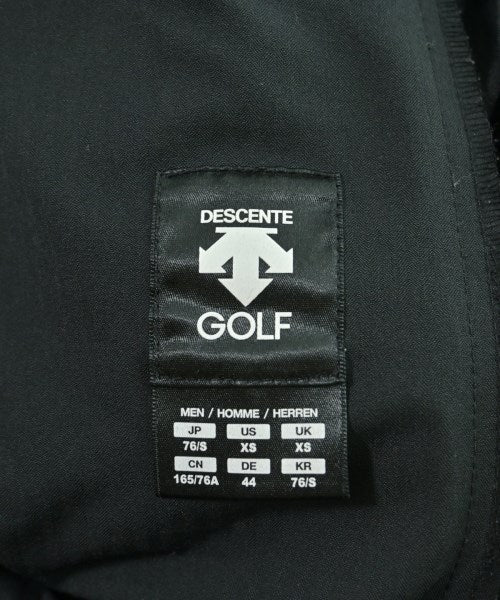 DESCENTE
GOLF
MEN / HOMME / HERREN
JP US UK
76/S XS XS
CN DE KR
165/76A 44 76/S